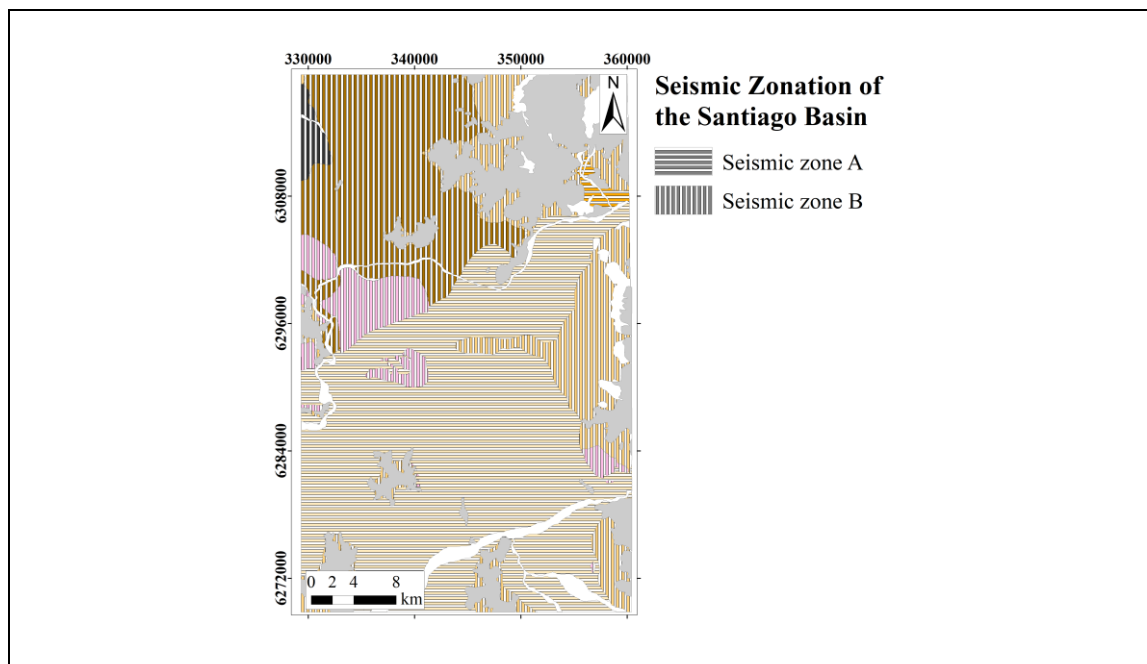 330000 340000 350000 360000
N
Seismic Zonation of
the Santiago Basin
Seismic zone A
Seismic zone B
6308000
6296000
6284000
6272000
0 2 4 8
km